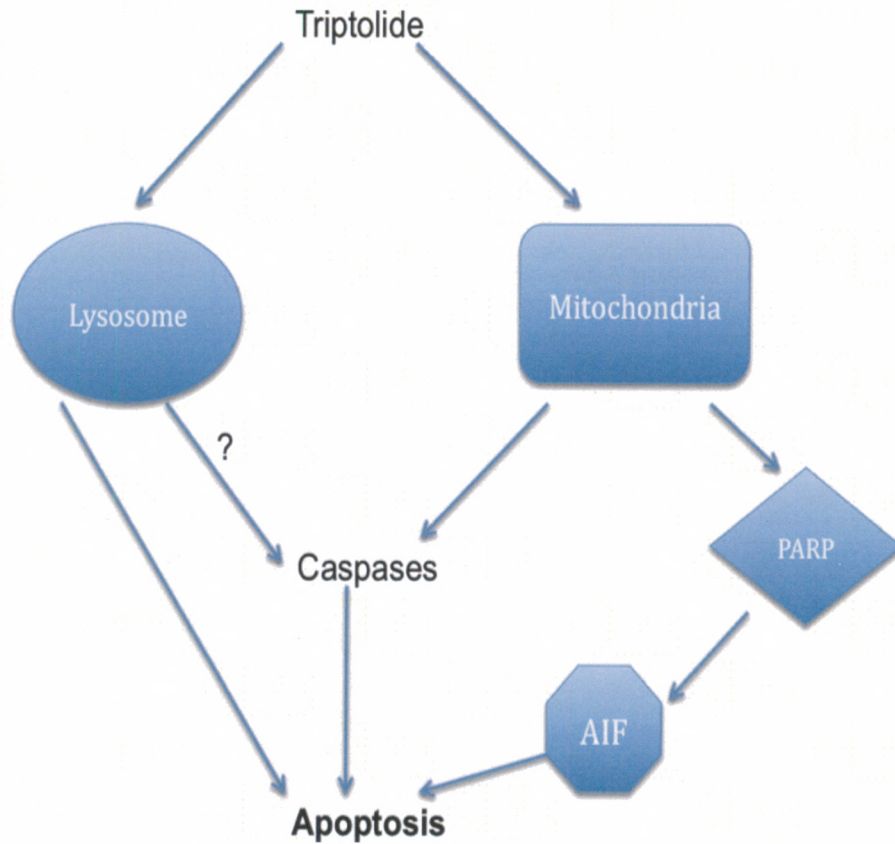 Triptolide
Lysosome
Mitochondria
?
Caspases
PARP
AIF
Apoptosis